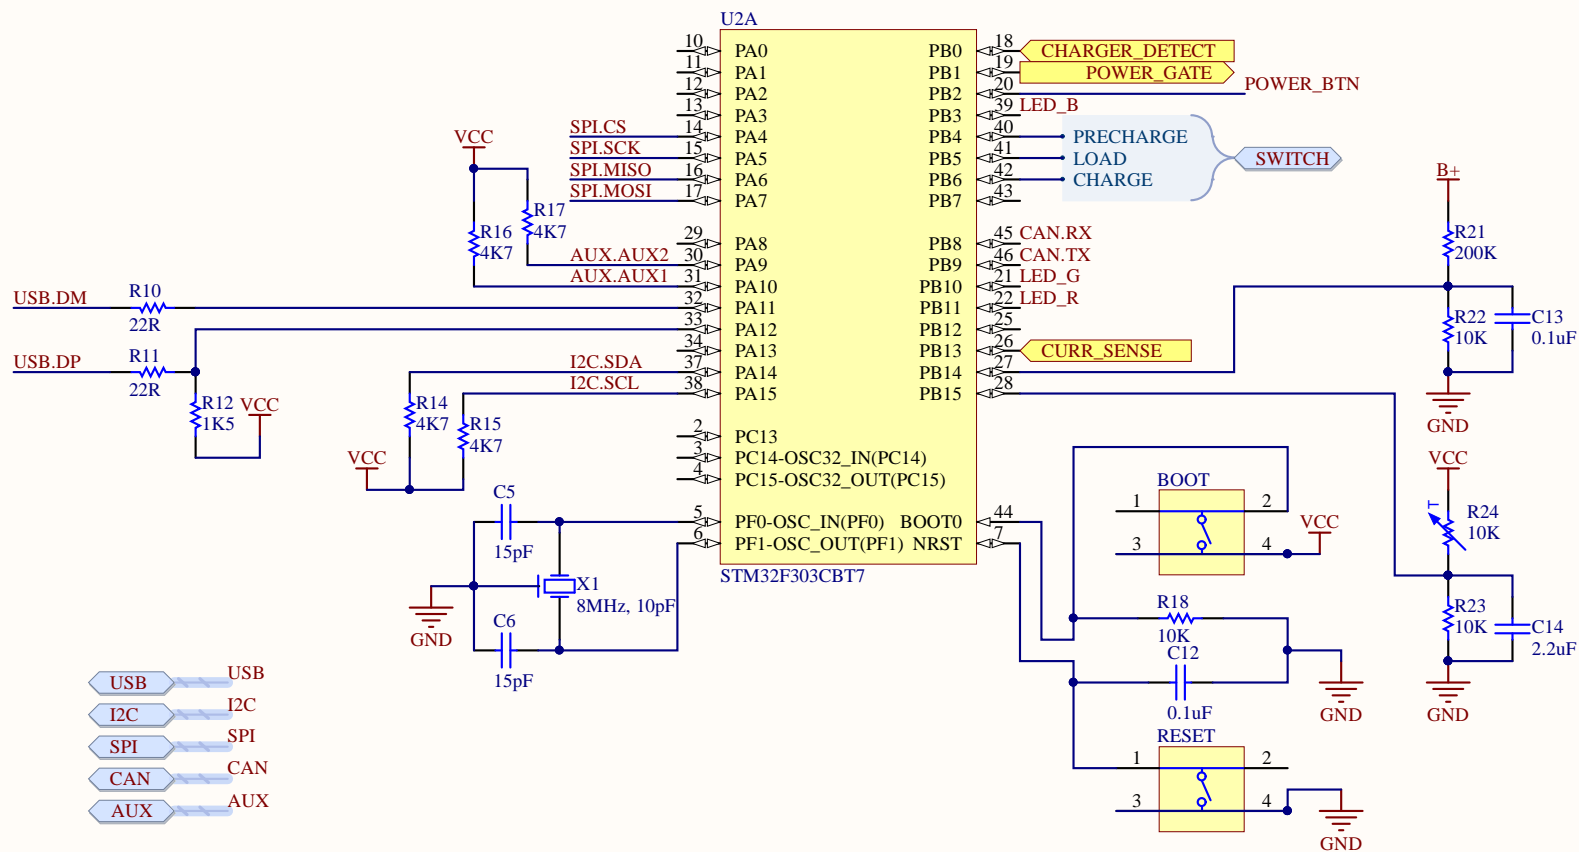 U2A
10 PA0 PB0 18 CHARGER_DETECT
11 PA1 PB1 19 POWER_GATE
12 PA2 PB2 20 POWER_BTN
13 PA3 PB3 39 LED_B
SPI.CS 14 PA4 PB4 40 PRECHARGE
SPI.SCK 15 PA5 PB5 41 LOAD SWITCH
SPI.MISO 16 PA6 PB6 42 CHARGE
SPI.MOSI 17 PA7 PB7 43
VCC
R17
4K7
R16
4K7
29 PA8 PB8 45 CAN.RX
AUX.AUX2 30 PA9 PB9 46 CAN.TX
AUX.AUX1 31 PA10 PB10 21 LED_G
USB.DM R10 32 PA11 PB11 22 LED_R
22R
33 PA12 PB12 25
34 PA13 PB13 26 CURR_SENSE
USB.DP R11 I2C.SDA 37 PA14 PB14 27
22R
I2C.SCL 38 PA15 PB15 28
R12
1K5
VCC
R14
4K7
R15
4K7
VCC
2 PC13
3 PC14-OSC32_IN(PC14)
4 PC15-OSC32_OUT(PC15)
5 PF0-OSC_IN(PF0) BOOT0 44
6 PF1-OSC_OUT(PF1) NRST 7
STM32F303CBT7
C5
15pF
X1
8MHz, 10pF
GND
C6
15pF
B+
R21
200K
R22
10K
C13
0.1uF
GND
VCC
T
R24
10K
R23
10K
C14
2.2uF
GND
BOOT
1 2
3 4
VCC
R18
10K
C12
0.1uF
GND
RESET
1 2
3 4
GND
USB USB
I2C I2C
SPI SPI
CAN CAN
AUX AUX